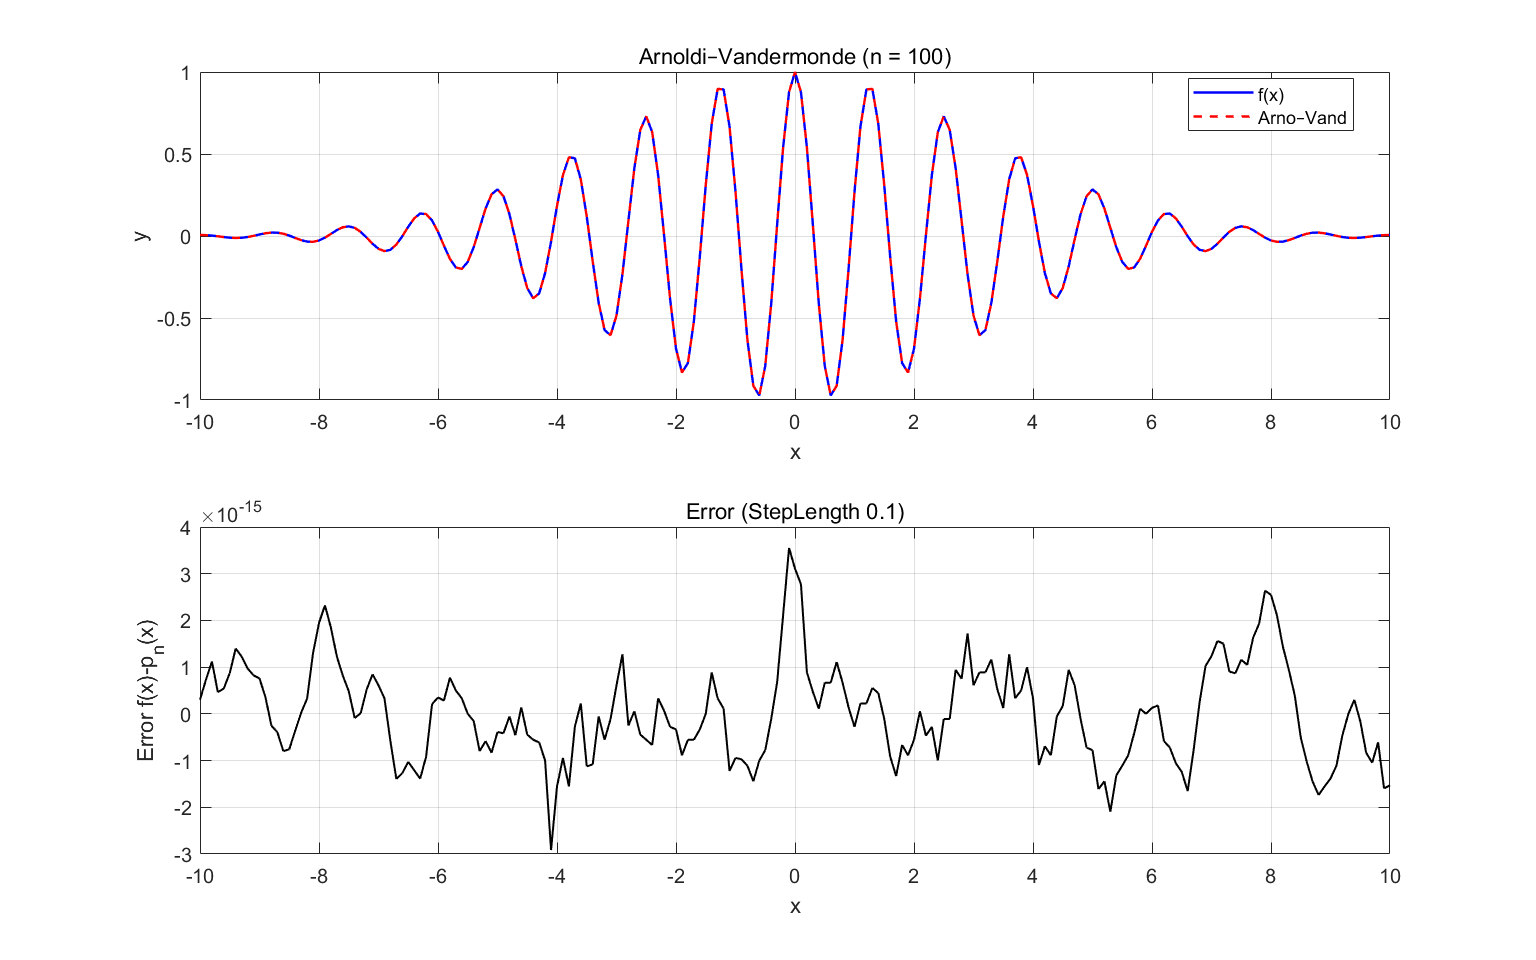 Arnoldi–Vandermonde (n = 100)
1
0.5
0
-0.5
-1
y
f(x)
Arno–Vand
-10 -8 -6 -4 -2 0 2 4 6 8 10
x
Error (StepLength 0.1)
×10-15
4
3
2
1
0
-1
-2
-3
Error f(x)-pn(x)
-10 -8 -6 -4 -2 0 2 4 6 8 10
x